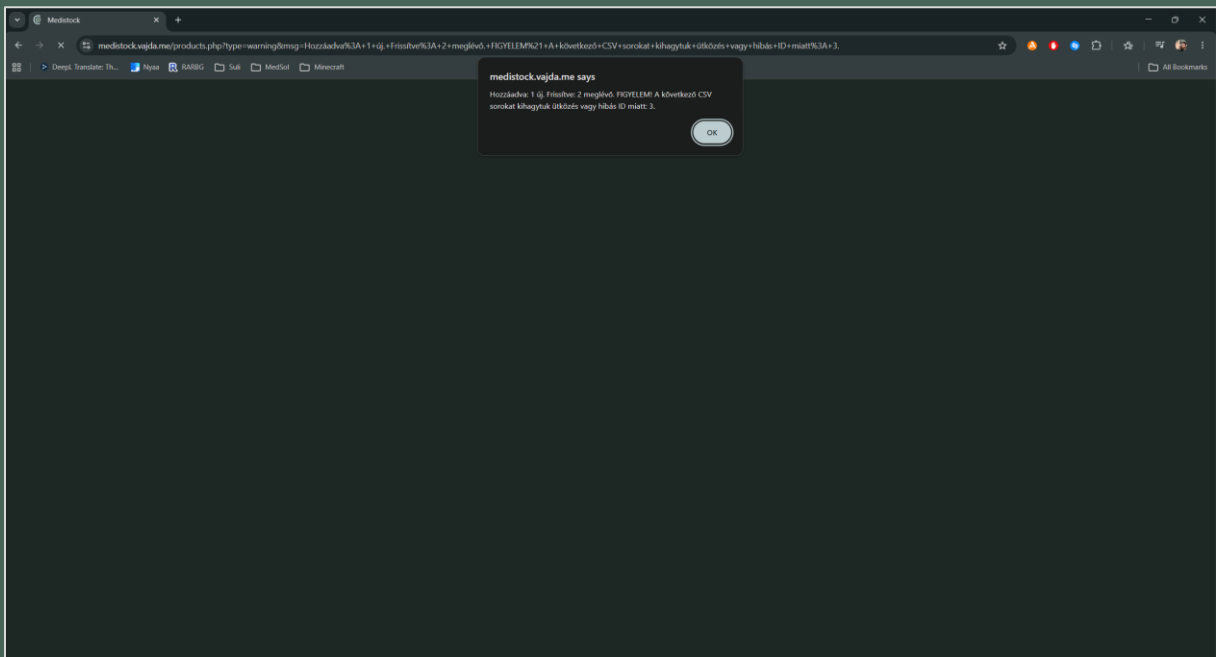 Medistock
medistock.vajda.me/products.php?type=warning&msg=Hozzáadva%3A+1+új.+Frissítve%3A+2+meglévő.+FIGYELEM%21+A+következő+CSV+sorokat+kihagytuk+ütközés+vagy+hibás+ID+miatt%3A+3.
DeepL Translate: Th... Nyaa RARBG Suli MedSol Minecraft All Bookmarks
medistock.vajda.me says
Hozzáadva: 1 új. Frissítve: 2 meglévő. FIGYELEM! A következő CSV
sorokat kihagytuk ütközés vagy hibás ID miatt: 3.
OK